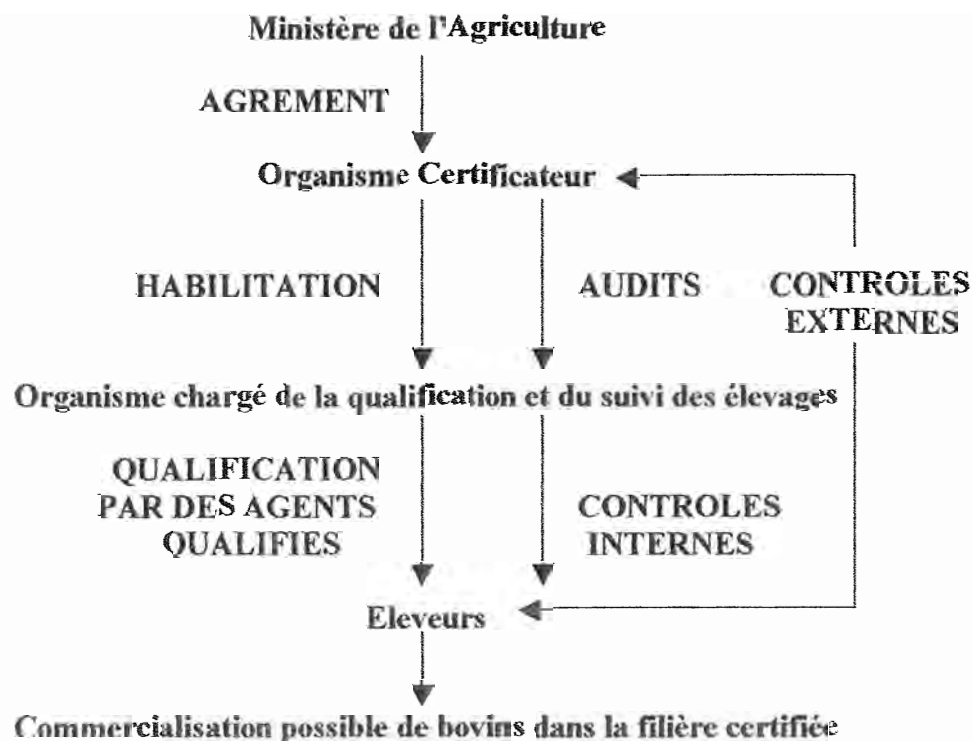 Ministère de l'Agriculture
AGREMENT
Organisme Certificateur
HABILITATION
AUDITS
CONTROLES
EXTERNES
Organisme chargé de la qualification et du suivi des élevages
QUALIFICATION
PAR DES AGENTS
QUALIFIES
CONTROLES
INTERNES
Eleveurs
Commercialisation possible de bovins dans la filière certifiée